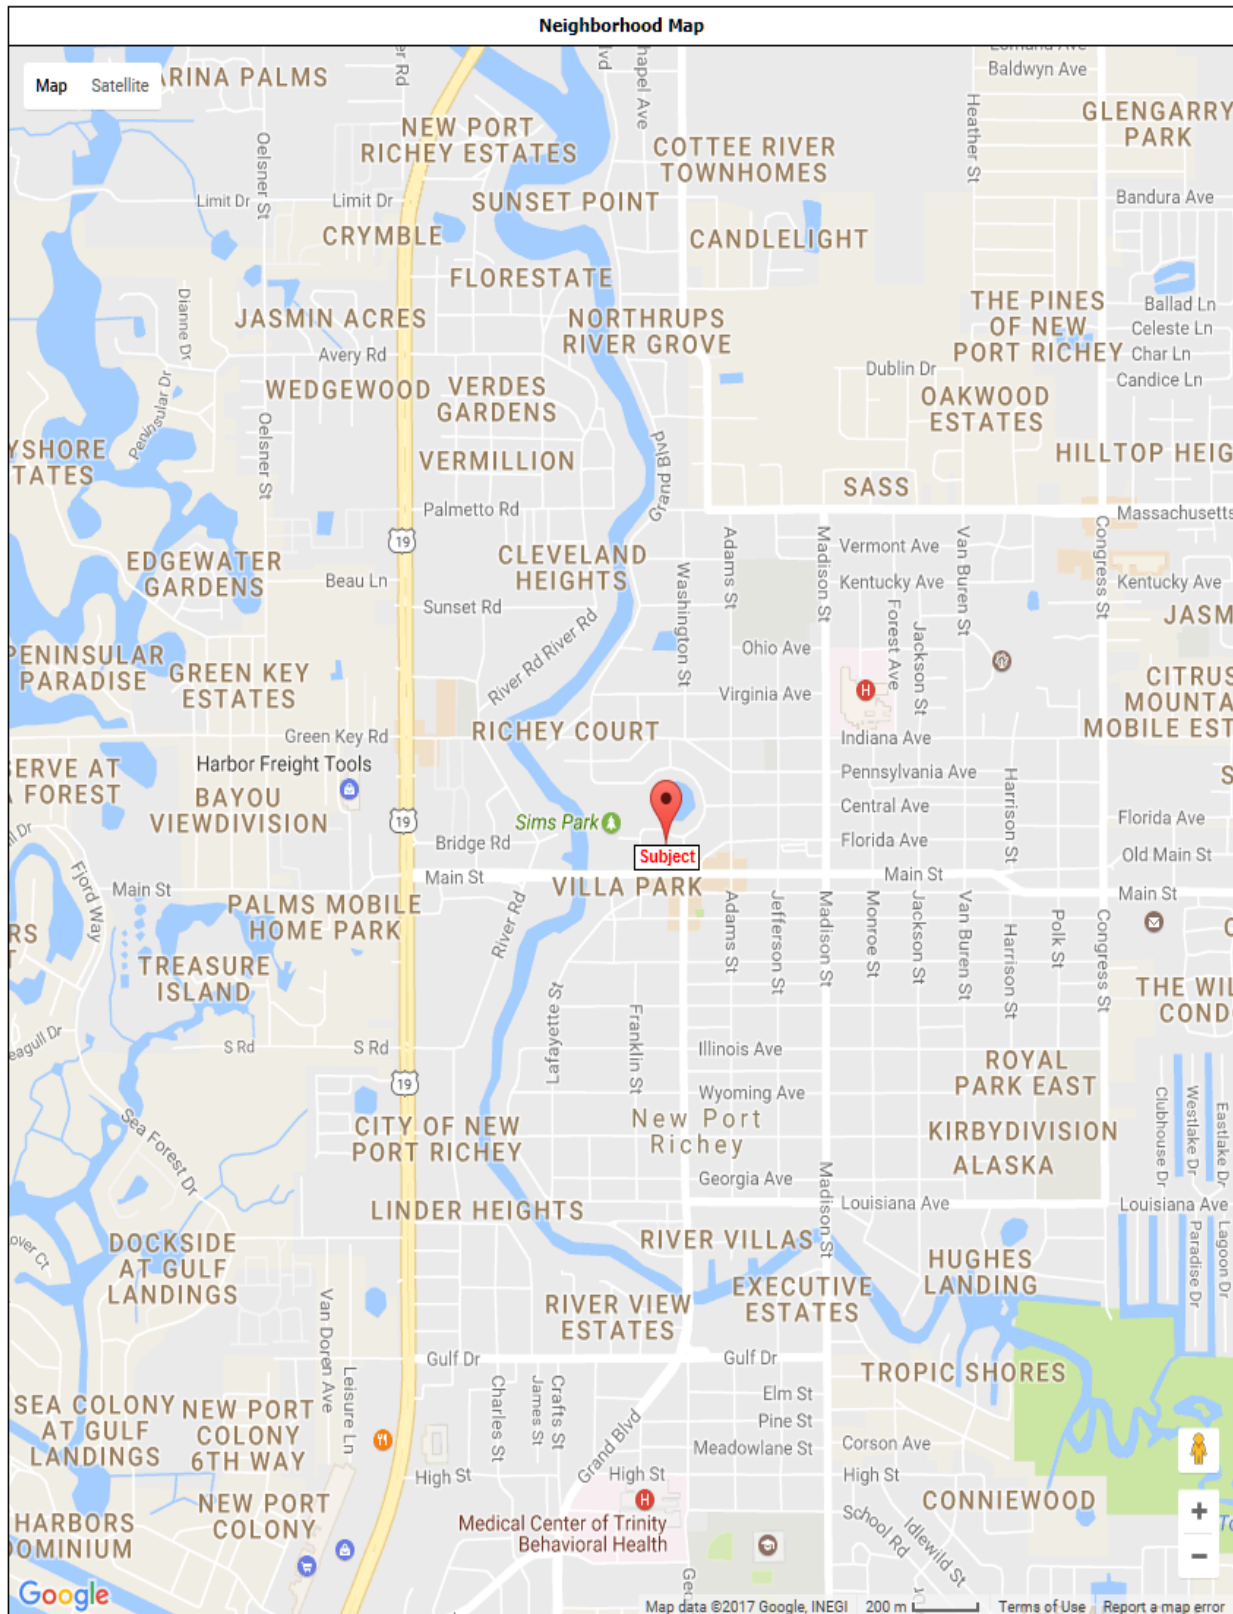 Neighborhood Map
Map
Satellite
ARINA PALMS
er Rd
lvd
hapel Ave
Baldwyn Ave
Heather St
GLENGARRY
PARK
NEW PORT
RICHEY ESTATES
COTTEE RIVER
TOWNHOMES
Oelsner St
Limit Dr
Limit Dr
SUNSET POINT
Bandura Ave
CRYMBLE
CANDLELIGHT
FLORESTATE
Dianne Dr
JASMIN ACRES
NORTHRUPS
RIVER GROVE
THE PINES
OF NEW
PORT RICHEY
Ballad Ln
Celeste Ln
Char Ln
Candice Ln
Avery Rd
Peninsular Dr
WEDGEWOOD
VERDES
GARDENS
Dublin Dr
OAKWOOD
ESTATES
Oelsner St
YSHORE
TATES
VERMILLION
Grand Blvd
HILLTOP HEIG
SASS
Palmetto Rd
Massachusetts
19
Adams St
Madison St
Vermont Ave
Van Buren St
Congress St
EDGEWATER
GARDENS
Beau Ln
CLEVELAND
HEIGHTS
Washington St
Kentucky Ave
Kentucky Ave
Sunset Rd
Forest Ave
Jackson St
JASM
River Rd River Rd
Ohio Ave
PENINSULAR
PARADISE
GREEN KEY
ESTATES
Virginia Ave
H
CITRUS
MOUNTA
MOBILE EST
RICHEY COURT
Green Key Rd
Indiana Ave
Harbor Freight Tools
SERVE AT
A FOREST
BAYOU
VIEWDIVISION
Pennsylvania Ave
Harrison St
S
Central Ave
19
Sims Park
Florida Ave
Florida Ave
Bridge Rd
Subject
Old Main St
Main St
Main St
Main St
Main St
VILLA PARK
Fjord Way
PALMS MOBILE
HOME PARK
River Rd
Adams St
Jefferson St
Madison St
Monroe St
Jackson St
Van Buren St
Harrison St
Polk St
Congress St
RS
TREASURE
ISLAND
THE WIL
COND
Lafayette St
Franklin St
eagull Dr
S Rd
S Rd
Illinois Ave
ROYAL
PARK EAST
19
Wyoming Ave
Clubhouse Dr
Westlake Dr
Eastlake Dr
Sea Forest Dr
CITY OF NEW
PORT RICHEY
New Port
Richey
KIRBYDIVISION
ALASKA
Georgia Ave
Madison St
Louisiana Ave
Louisiana Ave
LINDER HEIGHTS
over Ct
DOCKSIDE
AT GULF
LANDINGS
RIVER VILLAS
HUGHES
LANDING
Paradise Dr
Lagoon Dr
Van Doren Ave
RIVER VIEW
ESTATES
EXECUTIVE
ESTATES
Gulf Dr
Gulf Dr
TROPIC SHORES
Leisure Ln
Charles St
James St
Crafts St
Elm St
SEA COLONY
AT GULF
LANDINGS
NEW PORT
COLONY
6TH WAY
Grand Blvd
Pine St
Meadowlane St
Corson Ave
High St
High St
High St
H
CONNIEWOOD
NEW PORT
COLONY
Medical Center of Trinity
Behavioral Health
School Rd
Idlewild St
HARBORS
DOMINIUM
+
−
Google
Map data ©2017 Google, INEGI
200 m
Terms of Use
Report a map error